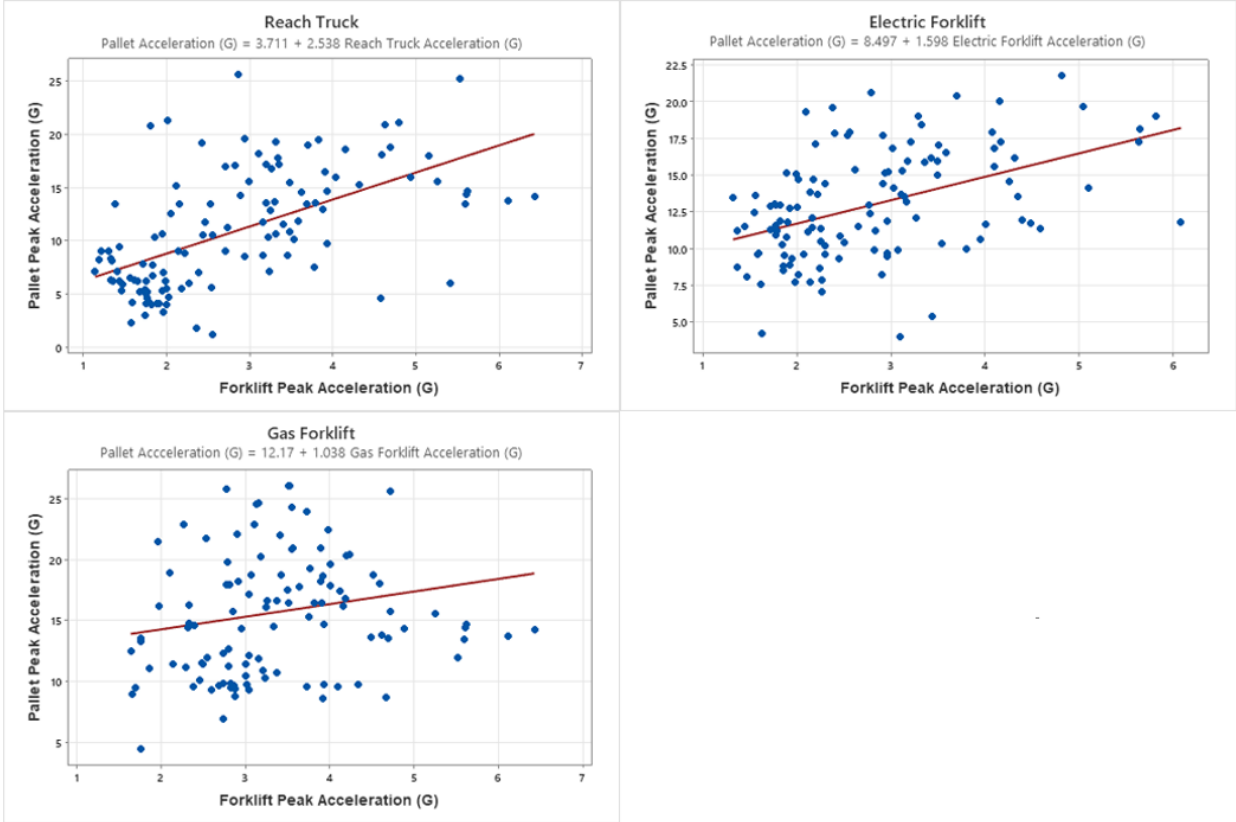 Reach Truck
Pallet Acceleration (G) = 3.711 + 2.538 Reach Truck Acceleration (G)
Pallet Peak Acceleration (G)
25
20
15
10
5
0
1 2 3 4 5 6 7
Forklift Peak Acceleration (G)
Electric Forklift
Pallet Acceleration (G) = 8.497 + 1.598 Electric Forklift Acceleration (G)
Pallet Peak Acceleration (G)
22.5
20.0
17.5
15.0
12.5
10.0
7.5
5.0
1 2 3 4 5 6
Forklift Peak Acceleration (G)
Gas Forklift
Pallet Accceleration (G) = 12.17 + 1.038 Gas Forklift Acceleration (G)
Pallet Peak Acceleration (G)
25
20
15
10
5
1 2 3 4 5 6 7
Forklift Peak Acceleration (G)